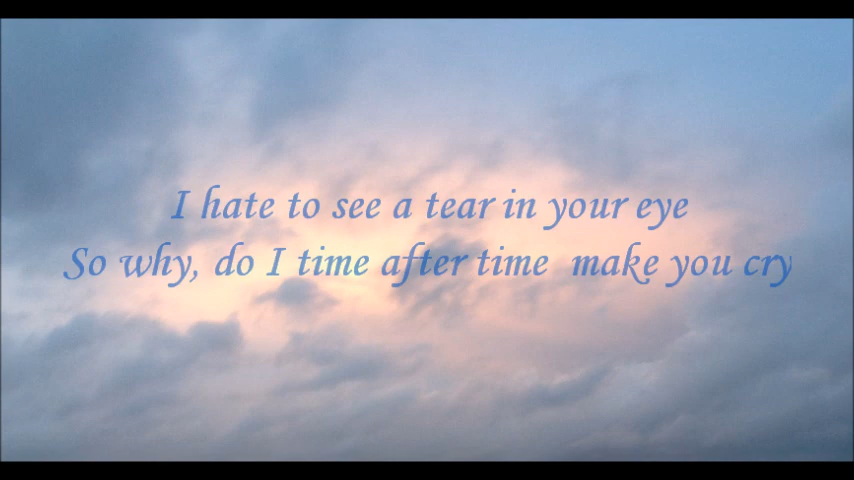 I hate to see a tear in your eye
So why, do I time after time  make you cry